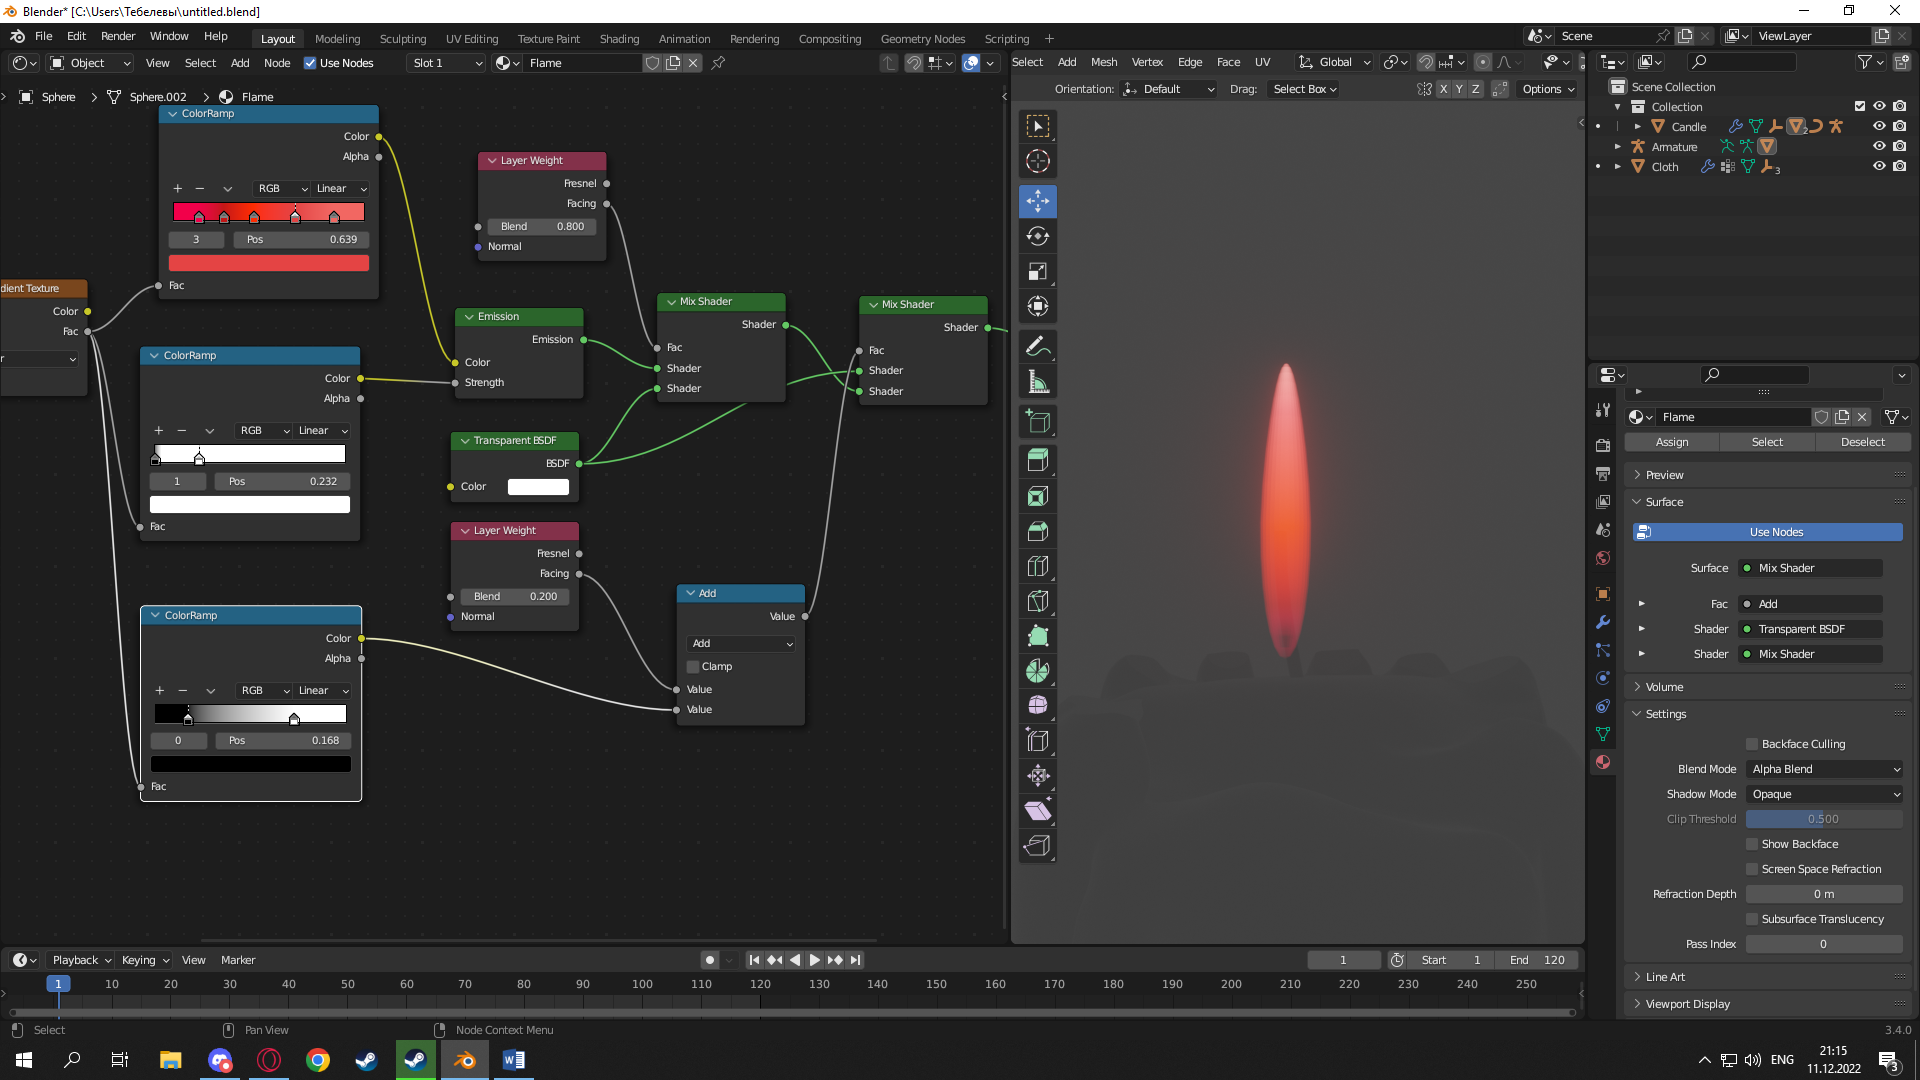 Blender* [C:\Users\Тебелевы\untitled.blend]
File Edit Render Window Help Layout Modeling Sculpting UV Editing Texture Paint Shading Animation Rendering Compositing Geometry Nodes Scripting + Scene ViewLayer
Object View Select Add Node Use Nodes Slot 1 Flame
Select Add Mesh Vertex Edge Face UV Global
Sphere > Sphere.002 > Flame
Orientation: Default Drag: Select Box X Y Z Options
ColorRamp
Color
Alpha
+ − RGB Linear
3 Pos 0.639
Fac
dient Texture
Color
Fac
r
ColorRamp
Color
Alpha
+ − RGB Linear
1 Pos 0.232
Fac
ColorRamp
Color
Alpha
+ − RGB Linear
0 Pos 0.168
Fac
Layer Weight
Fresnel
Facing
Blend 0.800
Normal
Emission
Emission
Color
Strength
Transparent BSDF
BSDF
Color
Layer Weight
Fresnel
Facing
Blend 0.200
Normal
Mix Shader
Shader
Fac
Shader
Shader
Mix Shader
Shader
Fac
Shader
Shader
Add
Value
Add
Clamp
Value
Value
Scene Collection
Collection
Candle 2
Armature
Cloth 3
Flame
Assign Select Deselect
Preview
Surface
Use Nodes
Surface Mix Shader
Fac Add
Shader Transparent BSDF
Shader Mix Shader
Volume
Settings
Backface Culling
Blend Mode Alpha Blend
Shadow Mode Opaque
Clip Threshold 0.500
Show Backface
Screen Space Refraction
Refraction Depth 0 m
Subsurface Translucency
Pass Index 0
Line Art
Viewport Display
Playback Keying View Marker 1 Start 1 End 120
1 10 20 30 40 50 60 70 80 90 100 110 120 130 140 150 160 170 180 190 200 210 220 230 240 250
Select Pan View Node Context Menu 3.4.0
ENG 21:15
11.12.2022 3